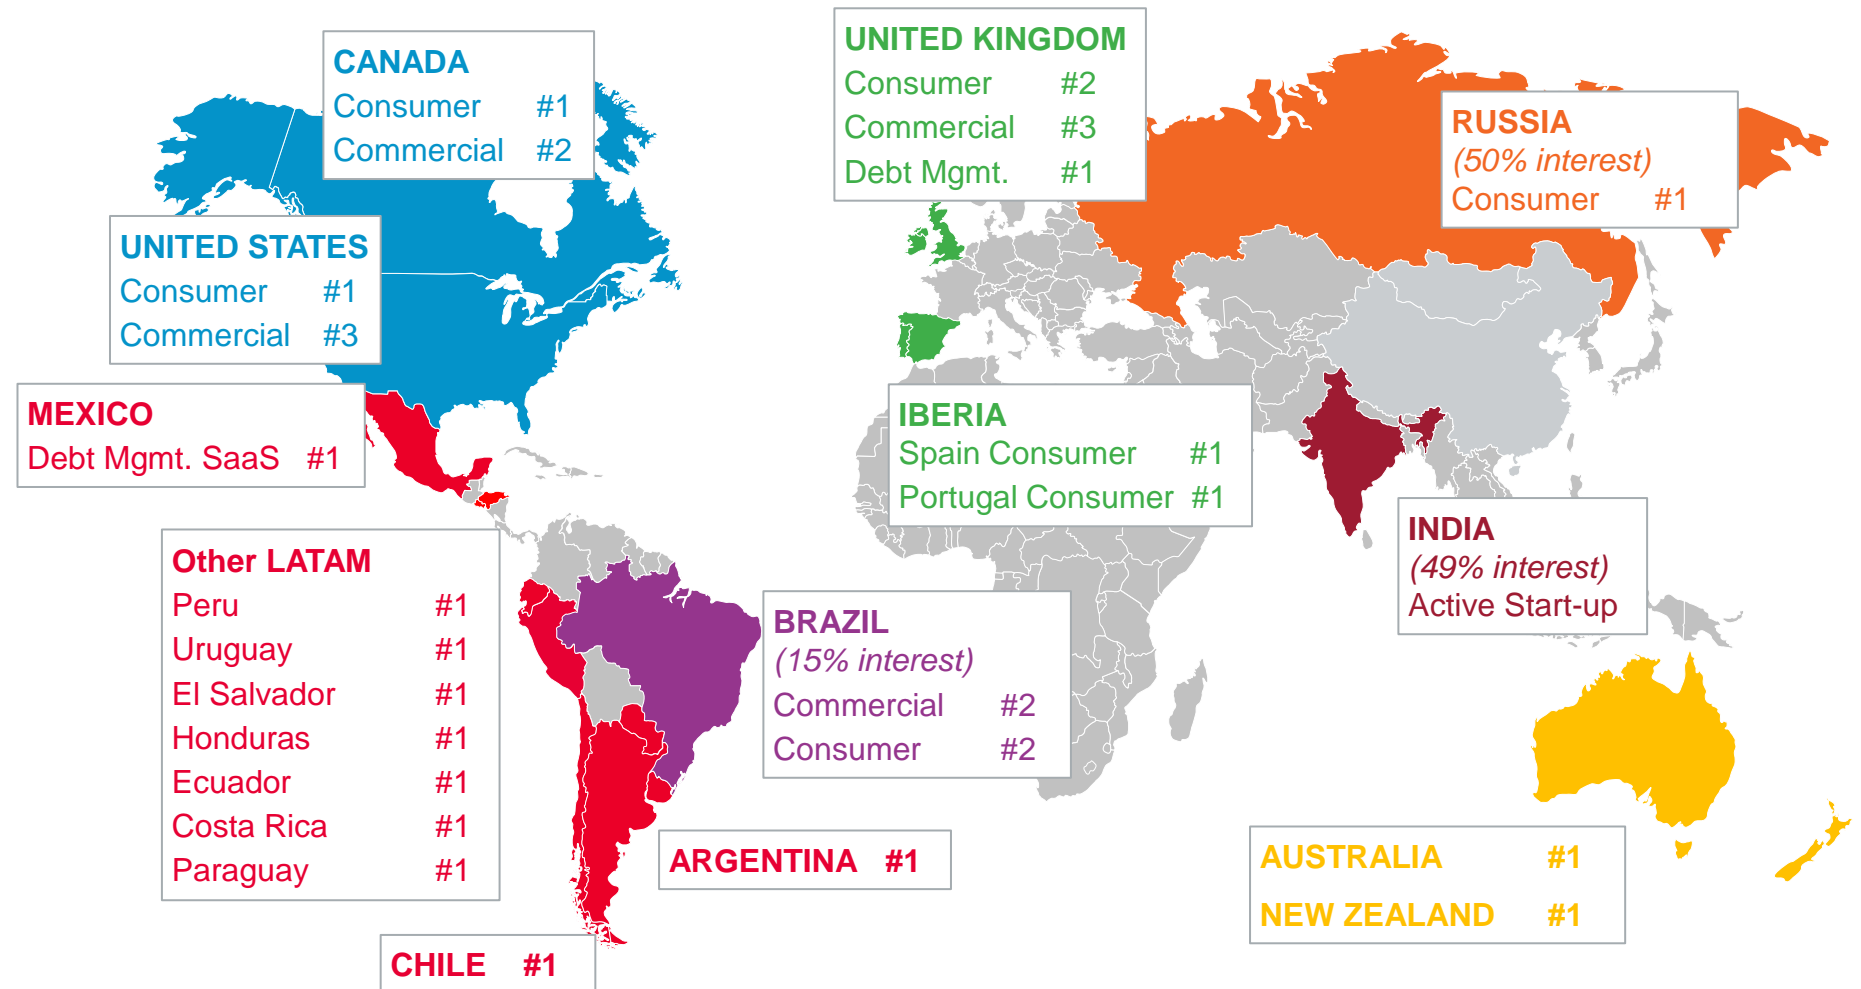 CANADA
Consumer #1
Commercial #2
UNITED STATES
Consumer #1
Commercial #3
MEXICO
Debt Mgmt. SaaS #1
Other LATAM
Peru #1
Uruguay #1
El Salvador #1
Honduras #1
Ecuador #1
Costa Rica #1
Paraguay #1
CHILE #1
ARGENTINA #1
BRAZIL
(15% interest)
Commercial #2
Consumer #2
UNITED KINGDOM
Consumer #2
Commercial #3
Debt Mgmt. #1
IBERIA
Spain Consumer #1
Portugal Consumer #1
RUSSIA
(50% interest)
Consumer #1
INDIA
(49% interest)
Active Start-up
AUSTRALIA #1
NEW ZEALAND #1